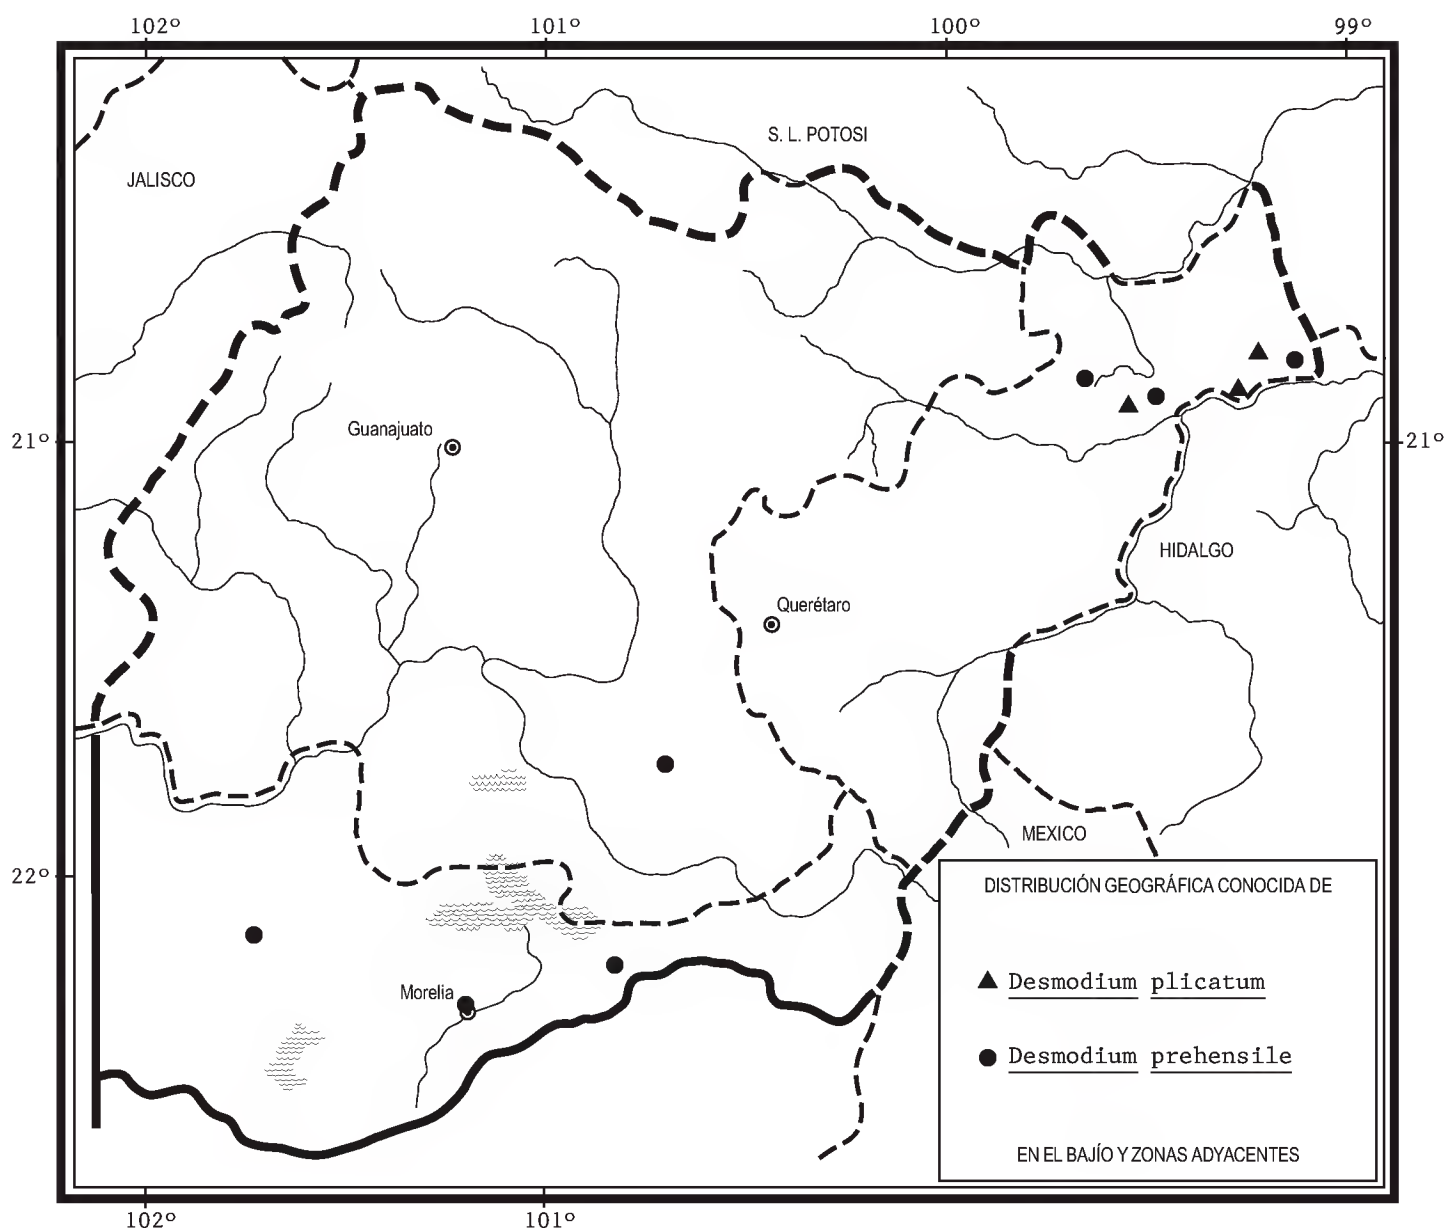 102º 101º 100º 99º
S. L. POTOSI
JALISCO
Guanajuato
21º 21º
HIDALGO
Querétaro
MEXICO
22º
DISTRIBUCIÓN GEOGRÁFICA CONOCIDA DE
Desmodium plicatum
Morelia
Desmodium prehensile
EN EL BAJÍO Y ZONAS ADYACENTES
102º 101º